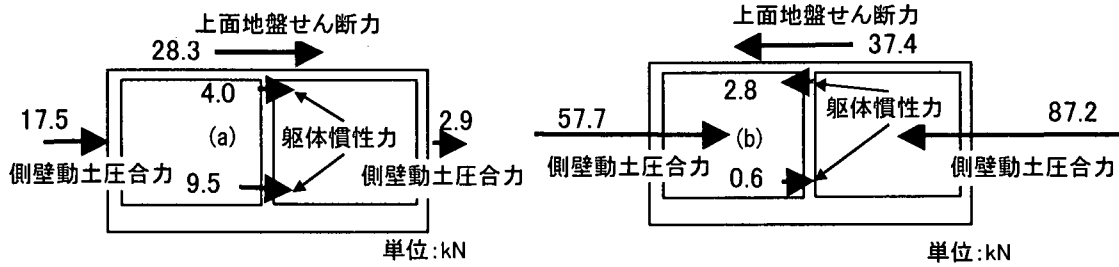 上面地盤せん断力
28.3
4.0
17.5
(a)
躯体慣性力
2.9
側壁動土圧合力
9.5
側壁動土圧合力
単位:kN
上面地盤せん断力
37.4
2.8
57.7
(b)
躯体慣性力
87.2
側壁動土圧合力
0.6
側壁動土圧合力
単位:kN